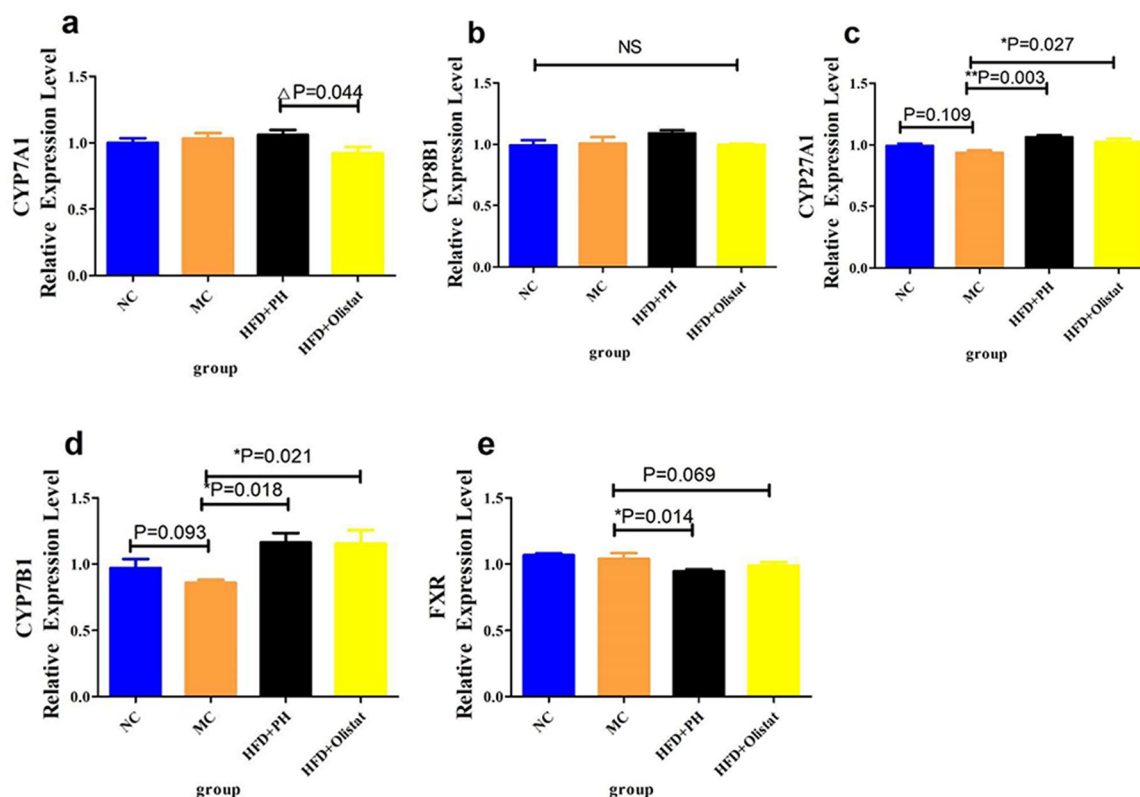 a
CYP7A1
Relative Expression Level
1.5
1.0
0.5
0.0
△ P=0.044
NC
MC
HFD+PH
HFD+Olistat
group
b
CYP8B1
Relative Expression Level
1.5
1.0
0.5
0.0
NS
NC
MC
HFD+PH
HFD+Olistat
group
c
CYP27A1
Relative Expression Level
1.5
1.0
0.5
0.0
*P=0.027
**P=0.003
P=0.109
NC
MC
HFD+PH
HFD+Olistat
group
d
CYP7B1
Relative Expression Level
1.5
1.0
0.5
0.0
*P=0.021
*P=0.018
P=0.093
NC
MC
HFD+PH
HFD+Olistat
group
e
FXR
Relative Expression Level
1.5
1.0
0.5
0.0
P=0.069
*P=0.014
NC
MC
HFD+PH
HFD+Olistat
group